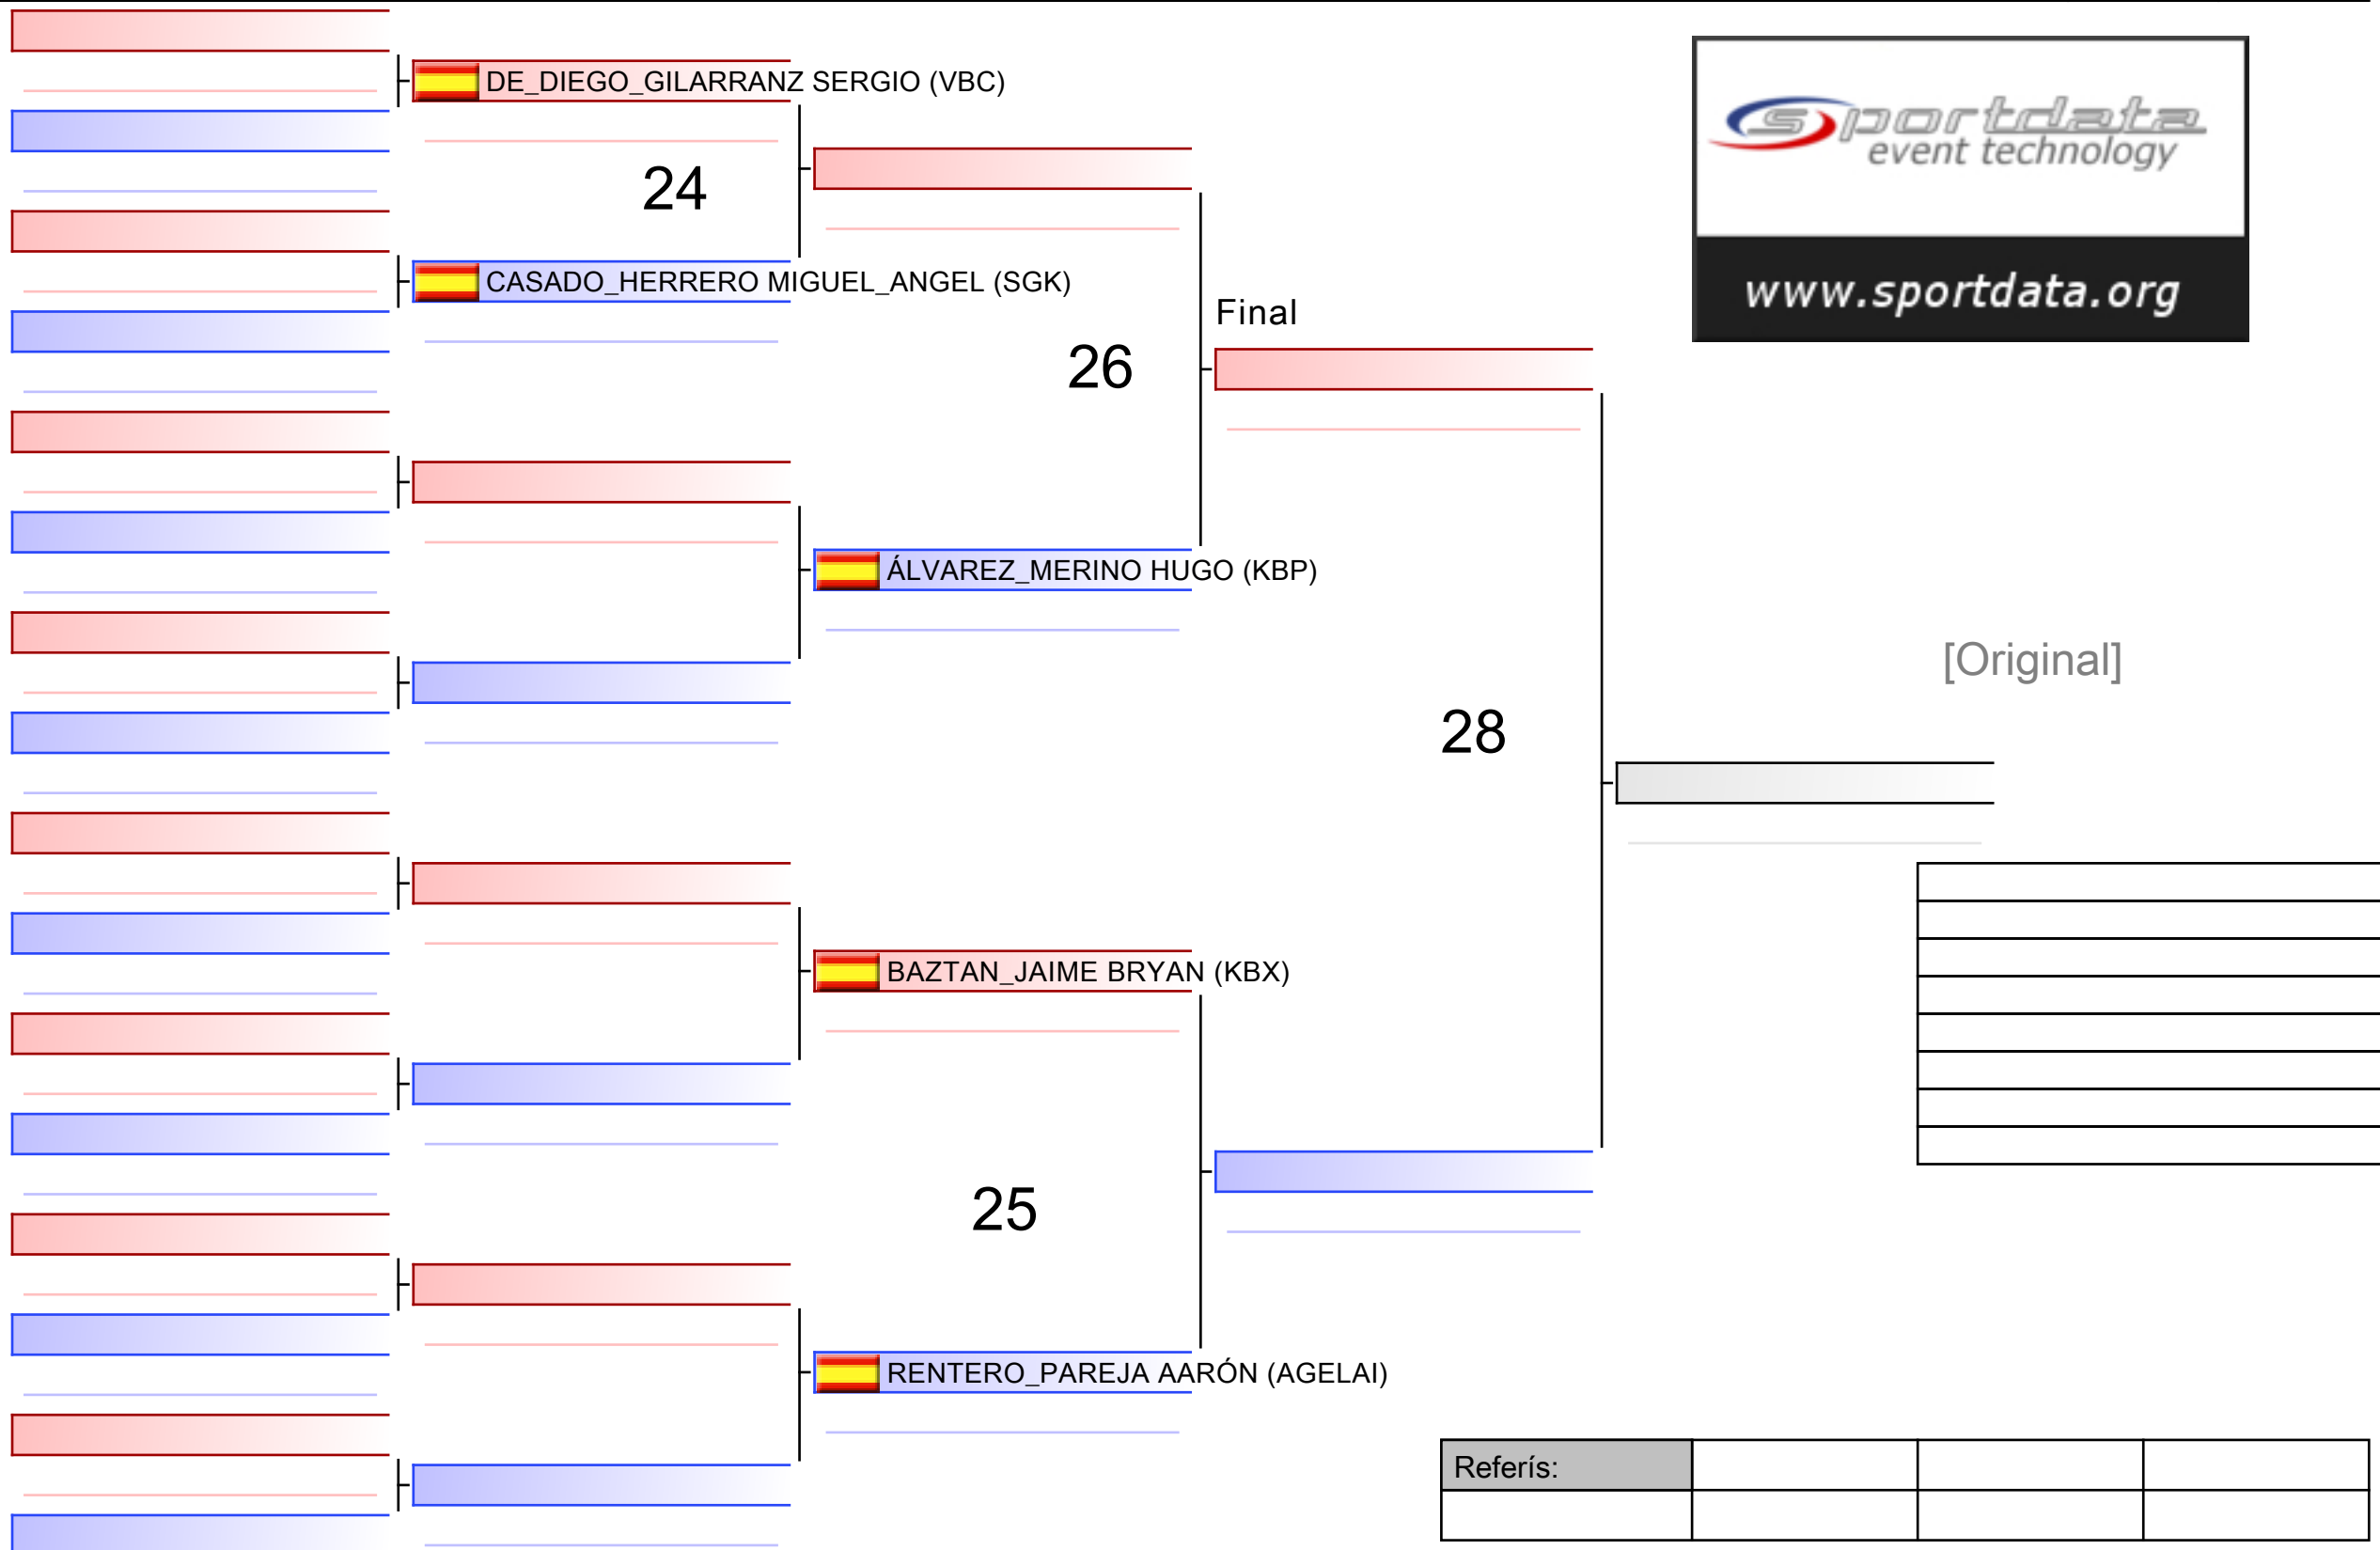 DE_DIEGO_GILARRANZ SERGIO (VBC)
24
CASADO_HERRERO MIGUEL_ANGEL (SGK)
sportdata
event technology
www.sportdata.org
Final
26
ÁLVAREZ_MERINO HUGO (KBP)
[Original]
28
BAZTAN_JAIME BRYAN (KBX)
25
RENTERO_PAREJA AARÓN (AGELAI)
Referís: